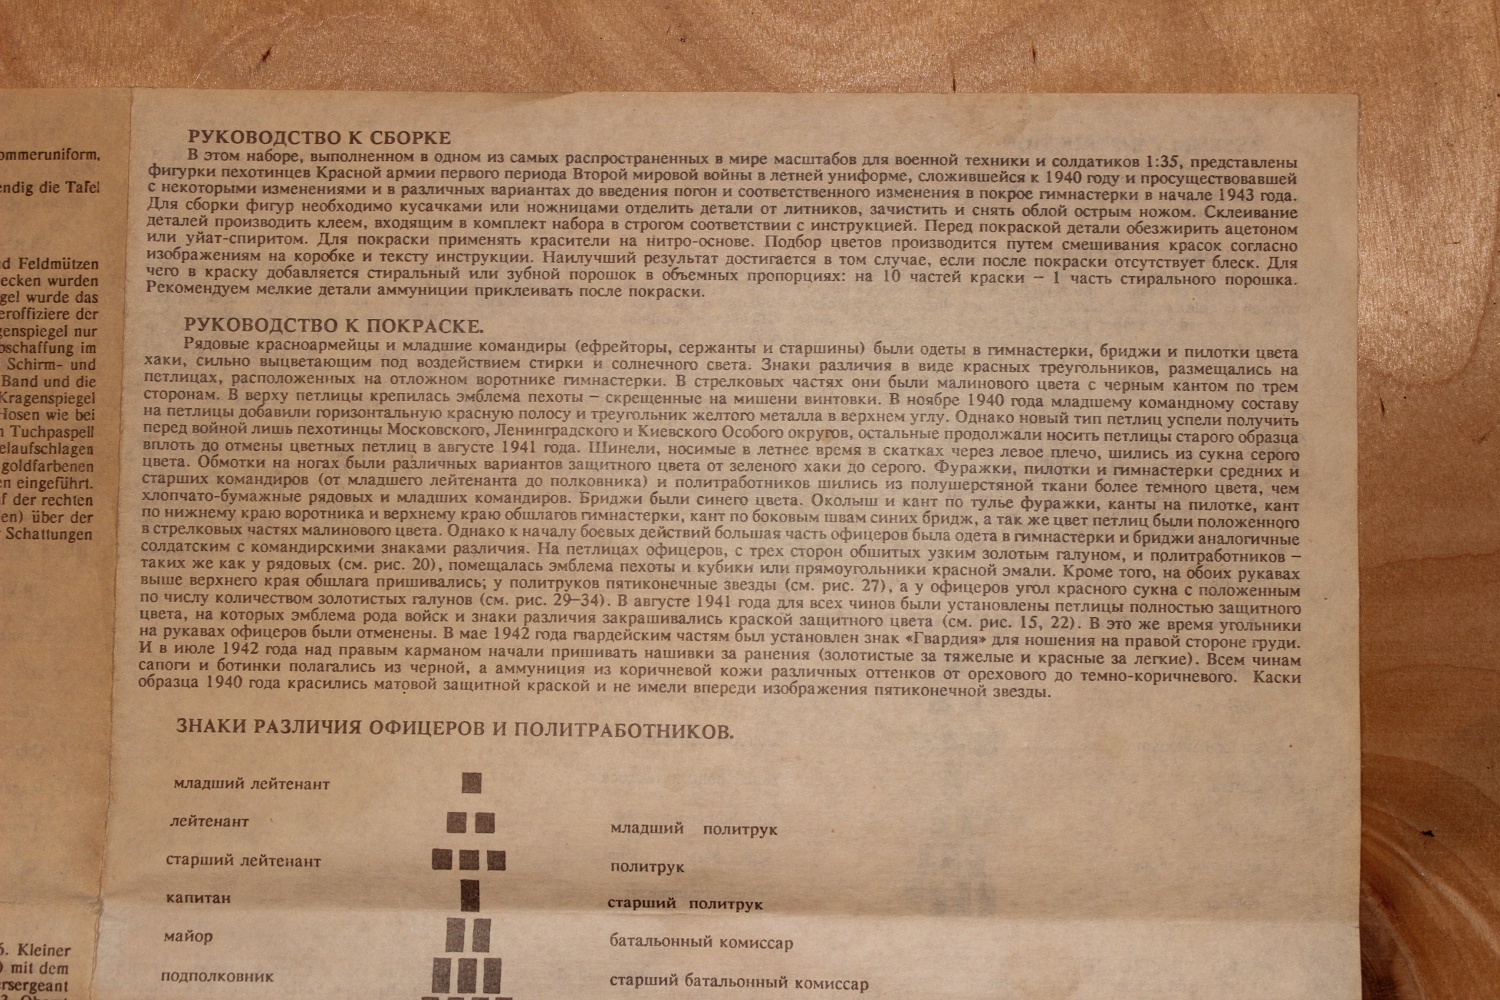 ommeruniform,
endig die Tafel
d Feldmützen
ecken wurden
gel wurde das
eroffiziere der
genspiegel nur
bschaffung im
Schirm- und
Band und die
Kragenspiegel
Hosen wie bei
n Tuchpaspell
elaufschlagen
goldfarbenen
en eingeführt.
f der rechten
en) über der
Schattungen
5. Kleiner
) mit dem
rsergeant
РУКОВОДСТВО К СБОРКЕ
В этом наборе, выполненном в одном из самых распространенных в мире масштабов для военной техники и солдатиков 1:35, представлены
фигурки пехотинцев Красной армии первого периода Второй мировой войны в летней униформе, сложившейся к 1940 году и просуществовавшей
с некоторыми изменениями и в различных вариантах до введения погон и соответственного изменения в покрое гимнастерки в начале 1943 года.
Для сборки фигур необходимо кусачками или ножницами отделить детали от литников, зачистить и снять облой острым ножом. Склеивание
деталей производить клеем, входящим в комплект набора в строгом соответствии с инструкцией. Перед покраской детали обезжирить ацетоном
или уйат-спиритом. Для покраски применять красители на нитро-основе. Подбор цветов производится путем смешивания красок согласно
изображениям на коробке и тексту инструкции. Наилучший результат достигается в том случае, если после покраски отсутствует блеск. Для
чего в краску добавляется стиральный или зубной порошок в объемных пропорциях: на 10 частей краски – 1 часть стирального порошка.
Рекомендуем мелкие детали аммуниции приклеивать после покраски.
РУКОВОДСТВО К ПОКРАСКЕ.
Рядовые красноармейцы и младшие командиры (ефрейторы, сержанты и старшины) были одеты в гимнастерки, бриджи и пилотки цвета
хаки, сильно выцветающим под воздействием стирки и солнечного света. Знаки различия в виде красных треугольников, размещались на
петлицах, расположенных на отложном воротнике гимнастерки. В стрелковых частях они были малинового цвета с черным кантом по трем
сторонам. В верху петлицы крепилась эмблема пехоты – скрещенные на мишени винтовки. В ноябре 1940 года младшему командному составу
на петлицы добавили горизонтальную красную полосу и треугольник желтого металла в верхнем углу. Однако новый тип петлиц успели получить
перед войной лишь пехотинцы Московского, Ленинградского и Киевского Особого округов, остальные продолжали носить петлицы старого образца
вплоть до отмены цветных петлиц в августе 1941 года. Шинели, носимые в летнее время в скатках через левое плечо, шились из сукна серого
цвета. Обмотки на ногах были различных вариантов защитного цвета от зеленого хаки до серого. Фуражки, пилотки и гимнастерки средних и
старших командиров (от младшего лейтенанта до полковника) и политработников шились из полушерстяной ткани более темного цвета, чем
хлопчато-бумажные рядовых и младших командиров. Бриджи были синего цвета. Околыш и кант по тулье фуражки, канты на пилотке, кант
по нижнему краю воротника и верхнему краю обшлагов гимнастерки, кант по боковым швам синих бридж, а так же цвет петлиц были положенного
в стрелковых частях малинового цвета. Однако к началу боевых действий большая часть офицеров была одета в гимнастерки и бриджи аналогичные
солдатским с командирскими знаками различия. На петлицах офицеров, с трех сторон обшитых узким золотым галуном, и политработников –
таких же как у рядовых (см. рис. 20), помещалась эмблема пехоты и кубики или прямоугольники красной эмали. Кроме того, на обоих рукавах
выше верхнего края обшлага пришивались; у политруков пятиконечные звезды (см. рис. 27), а у офицеров угол красного сукна с положенным
по числу количеством золотистых галунов (см. рис. 29–34). В августе 1941 года для всех чинов были установлены петлицы полностью защитного
цвета, на которых эмблема рода войск и знаки различия закрашивались краской защитного цвета (см. рис. 15, 22). В это же время угольники
на рукавах офицеров были отменены. В мае 1942 года гвардейским частям был установлен знак «Гвардия» для ношения на правой стороне груди.
И в июле 1942 года над правым карманом начали пришивать нашивки за ранения (золотистые за тяжелые и красные за легкие). Всем чинам
сапоги и ботинки полагались из черной, а аммуниция из коричневой кожи различных оттенков от орехового до темно-коричневого. Каски
образца 1940 года красились матовой защитной краской и не имели впереди изображения пятиконечной звезды.
ЗНАКИ РАЗЛИЧИЯ ОФИЦЕРОВ И ПОЛИТРАБОТНИКОВ.
младший лейтенант
лейтенант младший политрук
старший лейтенант политрук
капитан старший политрук
майор батальонный комиссар
подполковник старший батальонный комиссар